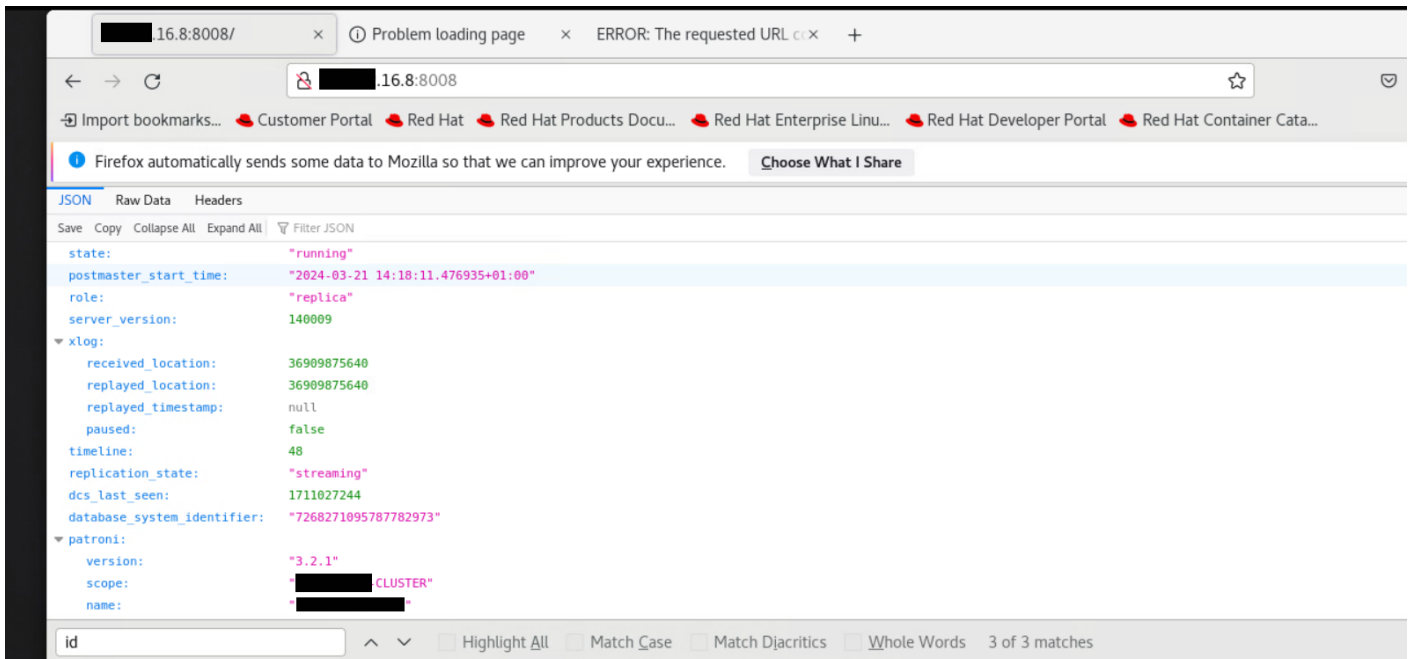 .16.8:8008/ × Problem loading page × ERROR: The requested URL co × +
.16.8:8008
Import bookmarks... Customer Portal Red Hat Red Hat Products Docu... Red Hat Enterprise Linu... Red Hat Developer Portal Red Hat Container Cata...
Firefox automatically sends some data to Mozilla so that we can improve your experience. Choose What I Share
JSON Raw Data Headers
Save Copy Collapse All Expand All Filter JSON
state: "running"
postmaster_start_time: "2024-03-21 14:18:11.476935+01:00"
role: "replica"
server_version: 140009
xlog:
received_location: 36909875640
replayed_location: 36909875640
replayed_timestamp: null
paused: false
timeline: 48
replication_state: "streaming"
dcs_last_seen: 1711027244
database_system_identifier: "7268271095787782973"
patroni:
version: "3.2.1"
scope: " -CLUSTER"
name: " "
id Highlight All Match Case Match Diacritics Whole Words 3 of 3 matches